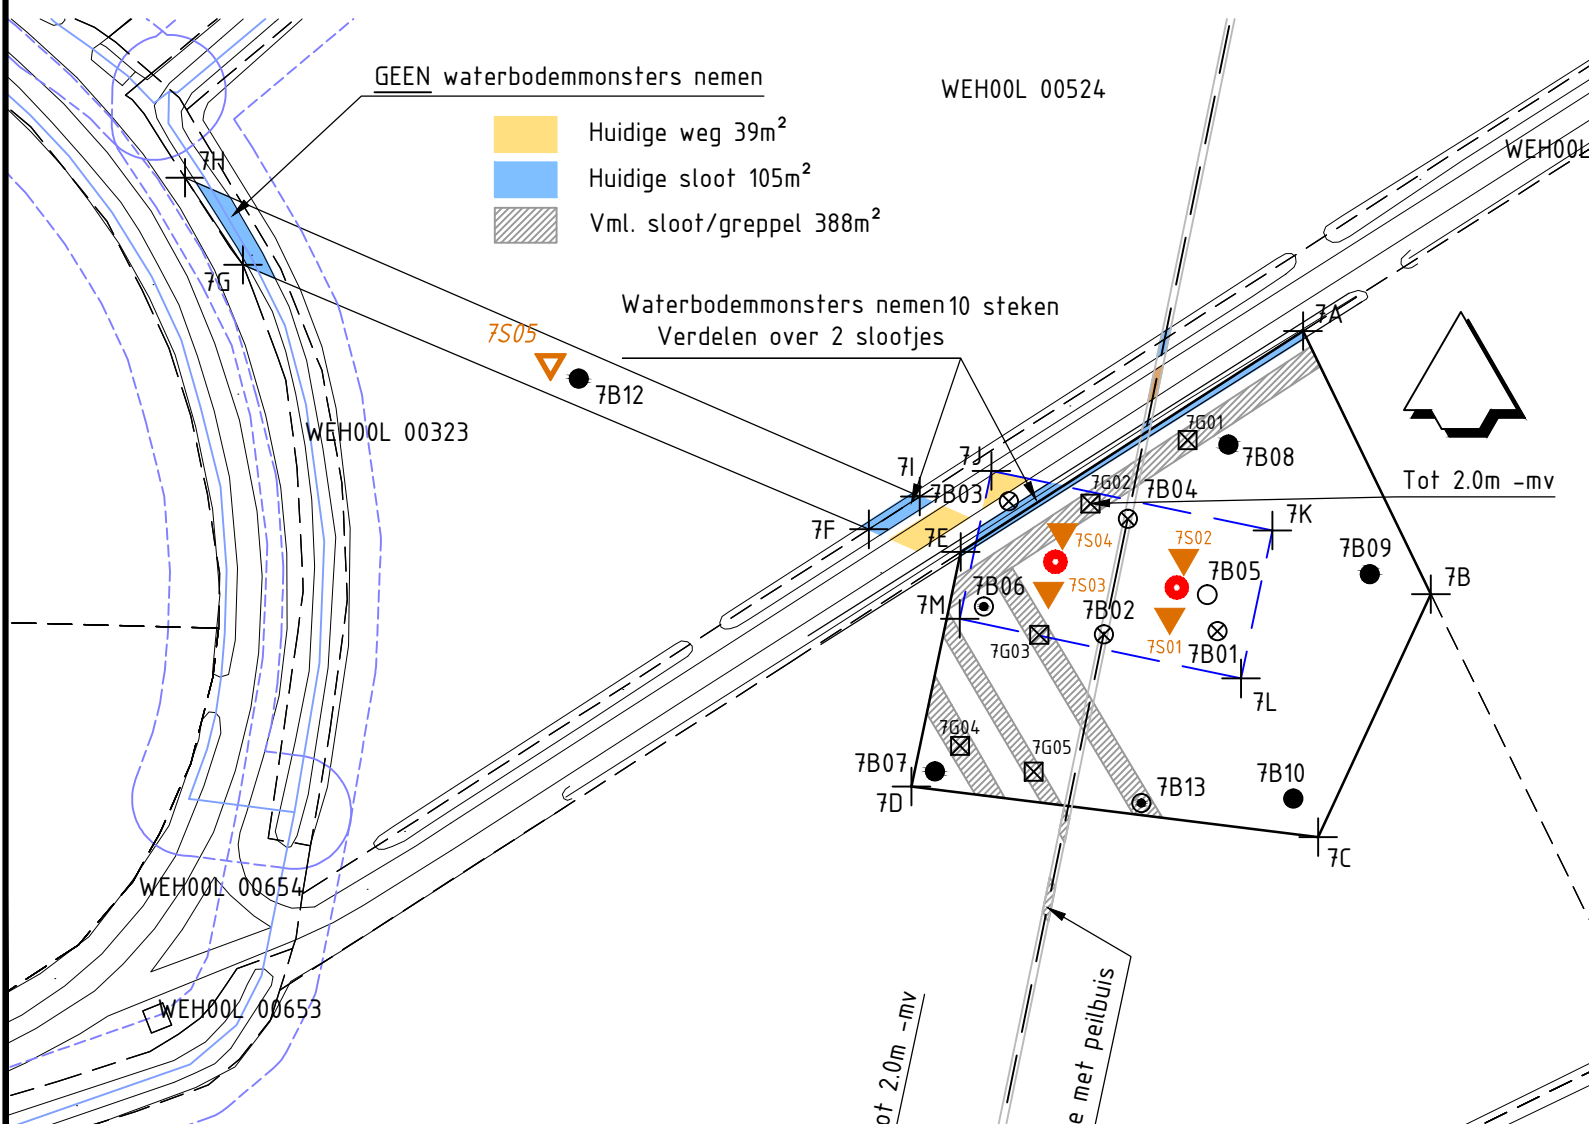 GEEN waterbodemmonsters nemen
WEHOOL 00524
Huidige weg 39m²
WEHOOL
7H
Huidige sloot 105m²
Vml. sloot/greppel 388m²
7G
Waterbodemmonsters nemen 10 steken
Verdelen over 2 slootjes
7A
7S05
7B12
WEHOOL 00323
7G01
7B08
7J
7I
7B03
7G02
7B04
Tot 2.0m -mv
7F
7E
7K
7S04
7S02
7B09
7B
7S03
7B05
7B06
7M
7B02
7S01
7B01
7G03
7L
7G04
7G05
7B07
7B13
7B10
7D
7C
WEHOOL 00654
WEHOOL 00653
ot 2.0m -mv
e met peilbuis